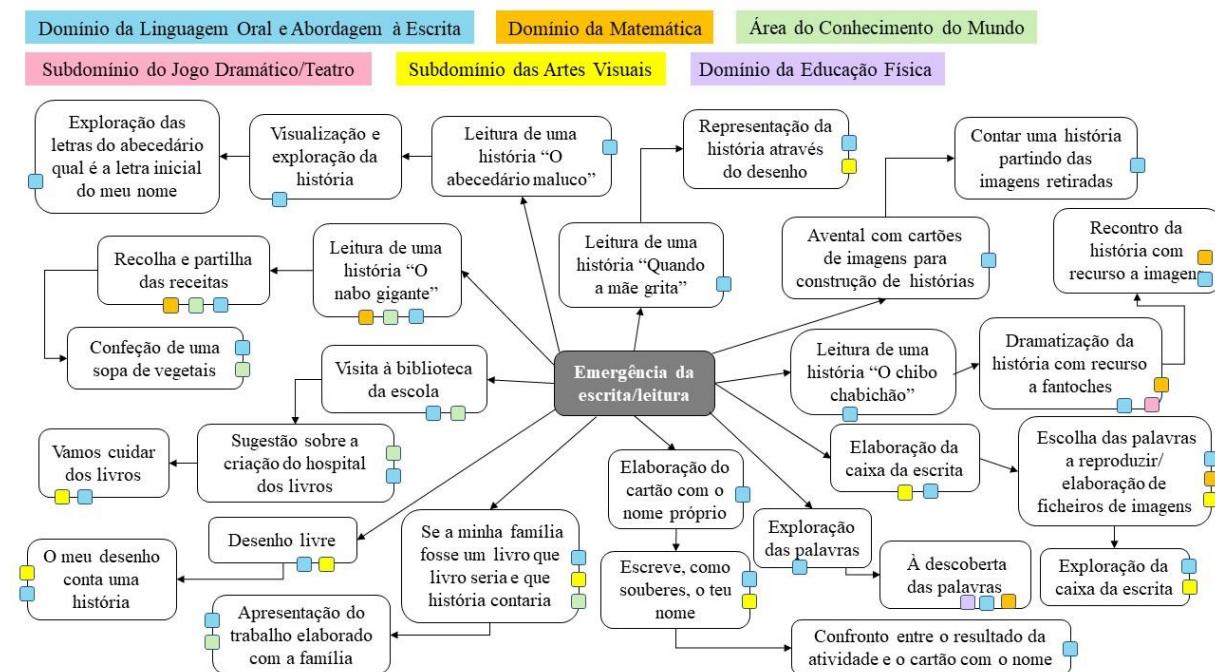 Domínio da Linguagem Oral e Abordagem à Escrita
Domínio da Matemática
Área do Conhecimento do Mundo
Subdomínio do Jogo Dramático/Teatro
Subdomínio das Artes Visuais
Domínio da Educação Física
Exploração das
letras do abecedário
qual é a letra inicial
do meu nome
Visualização e
exploração da
história
Leitura de uma
história “O
abecedário maluco”
Representação da
história através
do desenho
Contar uma história
partindo das
imagens retiradas
Recolha e partilha
das receitas
Leitura de uma
história “O
nabo gigante”
Leitura de uma
história “Quando
a mãe grita”
Avental com cartões
de imagens para
construção de histórias
Recontro da
história com
recurso a imagens
Confeção de uma
sopa de vegetais
Visita à biblioteca
da escola
Emergência da
escrita/leitura
Leitura de uma
história “O chibo
chabichão”
Dramatização da
história com recurso
a fantoches
Vamos cuidar
dos livros
Sugestão sobre a
criação do hospital
dos livros
Elaboração do
cartão com o
nome próprio
Elaboração da
caixa da escrita
Escolha das palavras
a reproduzir/
elaboração de
ficheiros de imagens
Desenho livre
Se a minha família
fosse um livro que
livro seria e que
história contaria
Exploração
das palavras
O meu desenho
conta uma
história
Escreve, como
souberes, o teu
nome
À descoberta
das palavras
Exploração da
caixa da escrita
Apresentação do
trabalho elaborado
com a família
Confronto entre o resultado da
atividade e o cartão com o nome